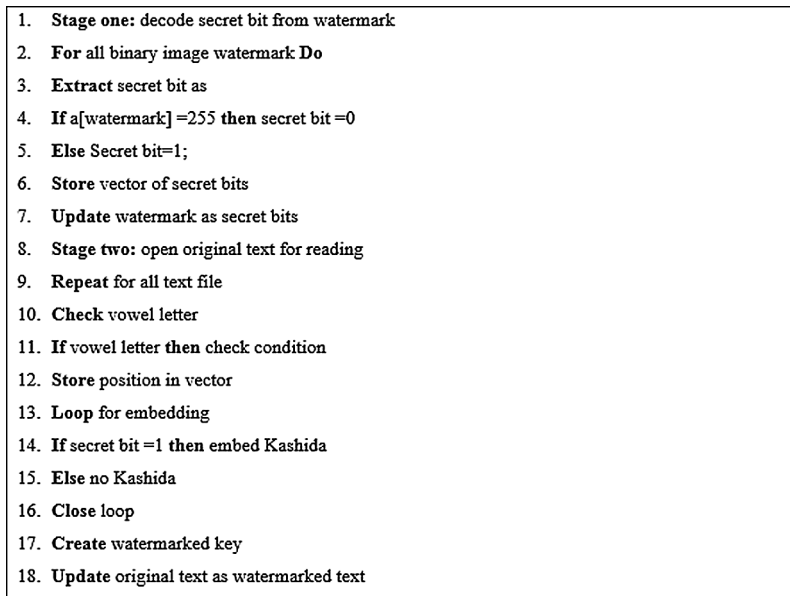 1. Stage one: decode secret bit from watermark
2. For all binary image watermark Do
3. Extract secret bit as
4. If a[watermark] =255 then secret bit =0
5. Else Secret bit=1;
6. Store vector of secret bits
7. Update watermark as secret bits
8. Stage two: open original text for reading
9. Repeat for all text file
10. Check vowel letter
11. If vowel letter then check condition
12. Store position in vector
13. Loop for embedding
14. If secret bit =1 then embed Kashida
15. Else no Kashida
16. Close loop
17. Create watermarked key
18. Update original text as watermarked text